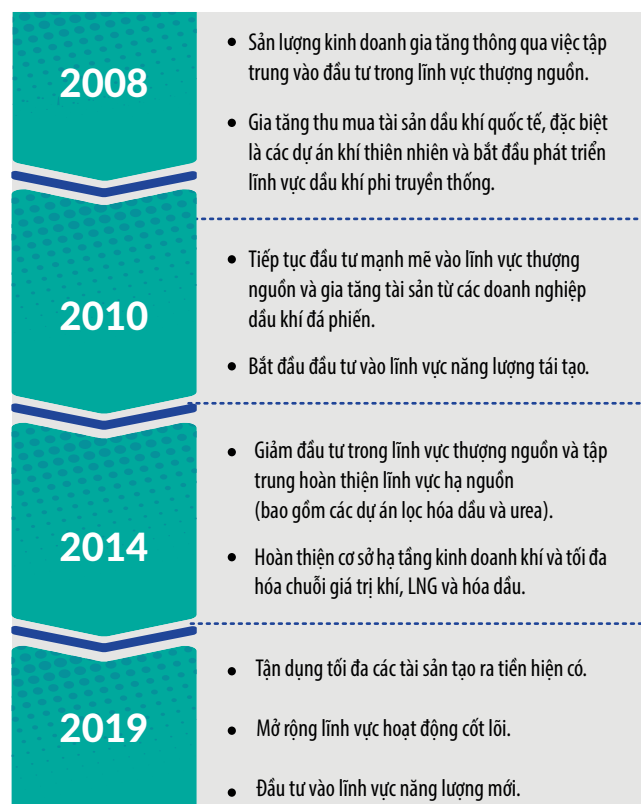 2008
• Sản lượng kinh doanh gia tăng thông qua việc tập
trung vào đầu tư trong lĩnh vực thượng nguồn.
• Gia tăng thu mua tài sản dầu khí quốc tế, đặc biệt
là các dự án khí thiên nhiên và bắt đầu phát triển
lĩnh vực dầu khí phi truyền thống.
2010
• Tiếp tục đầu tư mạnh mẽ vào lĩnh vực thượng
nguồn và gia tăng tài sản từ các doanh nghiệp
dầu khí đá phiến.
• Bắt đầu đầu tư vào lĩnh vực năng lượng tái tạo.
2014
• Giảm đầu tư trong lĩnh vực thượng nguồn và tập
trung hoàn thiện lĩnh vực hạ nguồn
(bao gồm các dự án lọc hóa dầu và urea).
• Hoàn thiện cơ sở hạ tầng kinh doanh khí và tối đa
hóa chuỗi giá trị khí, LNG và hóa dầu.
2019
• Tận dụng tối đa các tài sản tạo ra tiền hiện có.
• Mở rộng lĩnh vực hoạt động cốt lõi.
• Đầu tư vào lĩnh vực năng lượng mới.